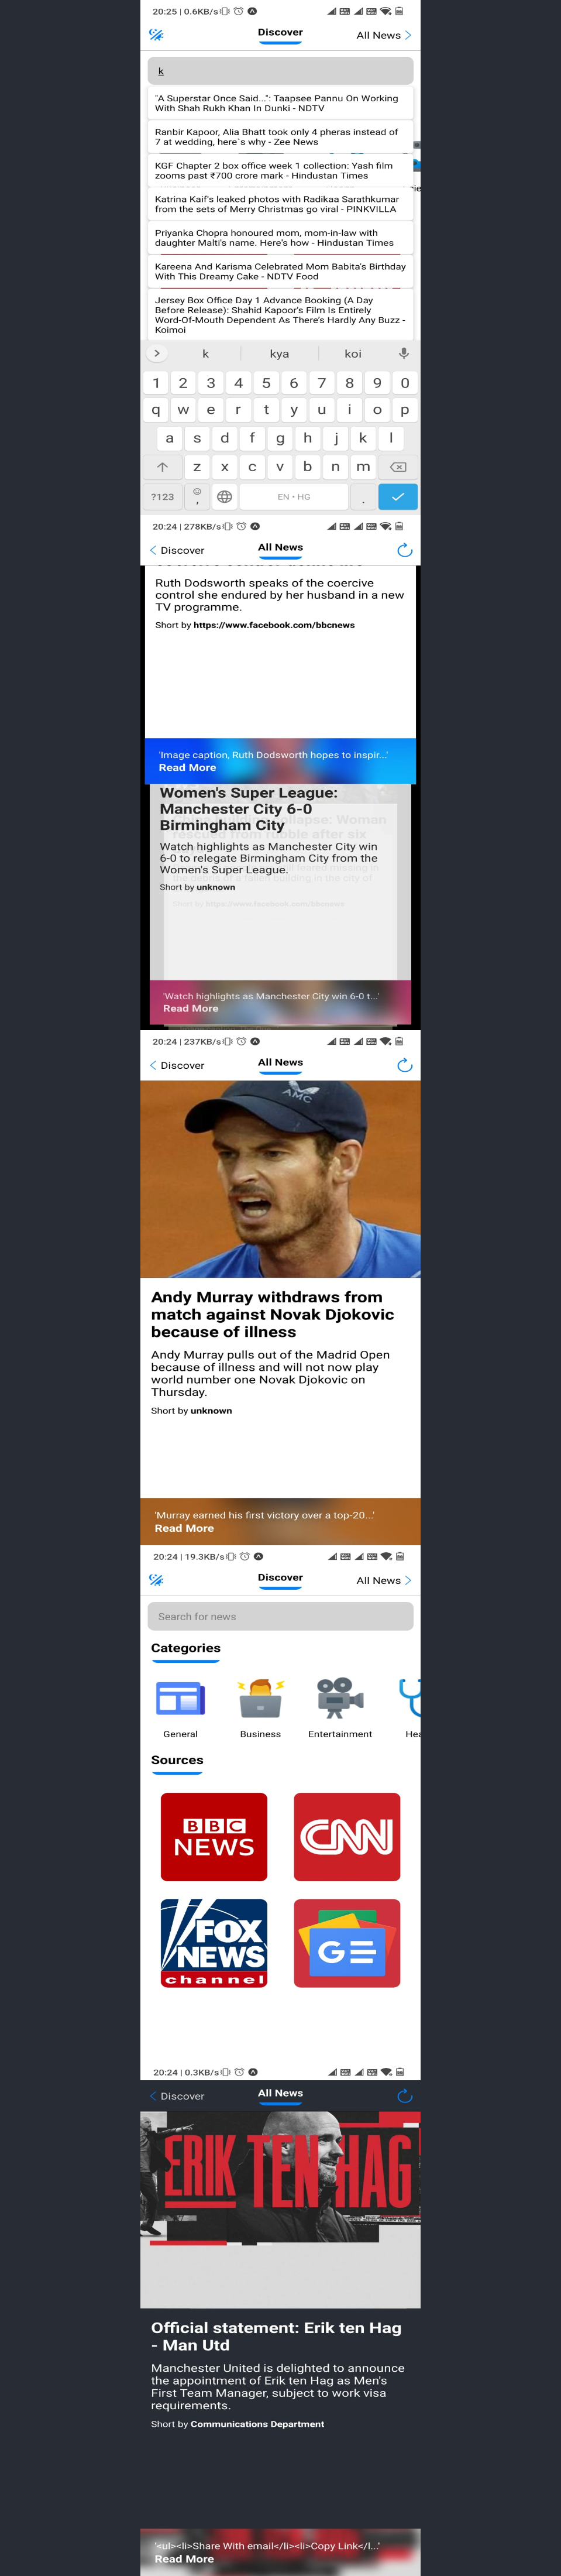 20:25 | 0.6KB/s
Discover
All News
k
"A Superstar Once Said...": Taapsee Pannu On Working
With Shah Rukh Khan In Dunki - NDTV
Ranbir Kapoor, Alia Bhatt took only 4 pheras instead of
7 at wedding, here`s why - Zee News
KGF Chapter 2 box office week 1 collection: Yash film
zooms past ₹700 crore mark - Hindustan Times
Katrina Kaif's leaked photos with Radikaa Sarathkumar
from the sets of Merry Christmas go viral - PINKVILLA
Priyanka Chopra honoured mom, mom-in-law with
daughter Malti's name. Here's how - Hindustan Times
Kareena And Karisma Celebrated Mom Babita's Birthday
With This Dreamy Cake - NDTV Food
Jersey Box Office Day 1 Advance Booking (A Day
Before Release): Shahid Kapoor's Film Is Entirely
Word-Of-Mouth Dependent As There's Hardly Any Buzz -
Koimoi
k kya koi
1 2 3 4 5 6 7 8 9 0
q w e r t y u i o p
a s d f g h j k l
z x c v b n m
?123 , EN • HG .
20:24 | 278KB/s
Discover
All News
Ruth Dodsworth speaks of the coercive
control she endured by her husband in a new
TV programme.
Short by https://www.facebook.com/bbcnews
'Image caption, Ruth Dodsworth hopes to inspir...'
Read More
Women's Super League:
Manchester City 6-0
Birmingham City
Watch highlights as Manchester City win
6-0 to relegate Birmingham City from the
Women's Super League.
Short by unknown
'Watch highlights as Manchester City win 6-0 t...'
Read More
20:24 | 237KB/s
Discover
All News
AMC
Andy Murray withdraws from
match against Novak Djokovic
because of illness
Andy Murray pulls out of the Madrid Open
because of illness and will not now play
world number one Novak Djokovic on
Thursday.
Short by unknown
'Murray earned his first victory over a top-20...'
Read More
20:24 | 19.3KB/s
Discover
All News
Search for news
Categories
General
Business
Entertainment
Hea
Sources
BBC
NEWS
CNN
FOX
NEWS
channel
GE
20:24 | 0.3KB/s
Discover
All News
ERIK TEN HAG
Official statement: Erik ten Hag
- Man Utd
Manchester United is delighted to announce
the appointment of Erik ten Hag as Men's
First Team Manager, subject to work visa
requirements.
Short by Communications Department
'<ul><li>Share With email</li><li>Copy Link</l...'
Read More